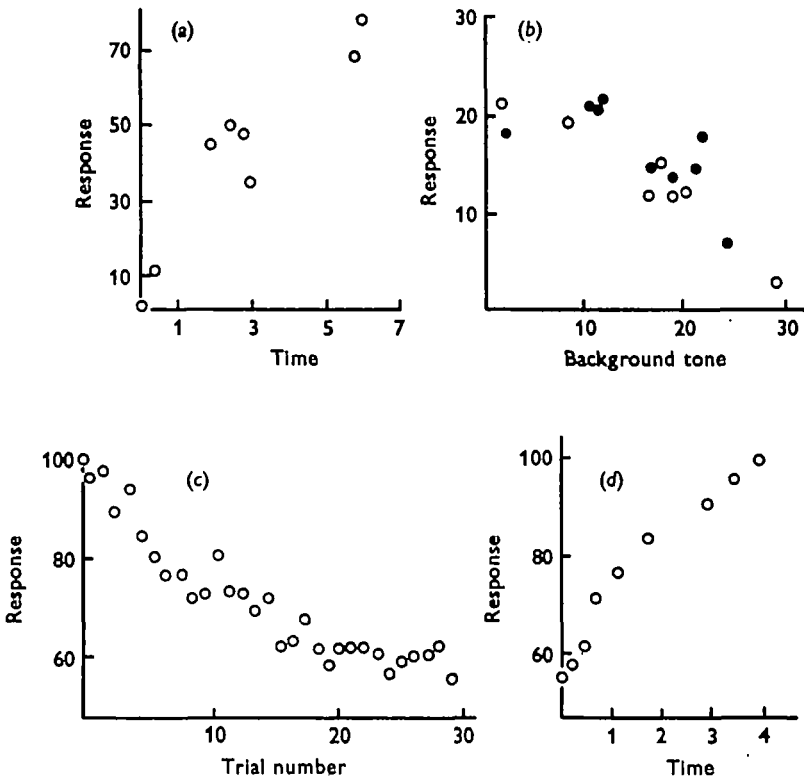 (a)
70
50
30
10
Response
1 3 5 7
Time
(b)
30
20
10
Response
10 20 30
Background tone
(c)
100
80
60
Response
10 20 30
Trial number
(d)
100
80
60
Response
1 2 3 4
Time